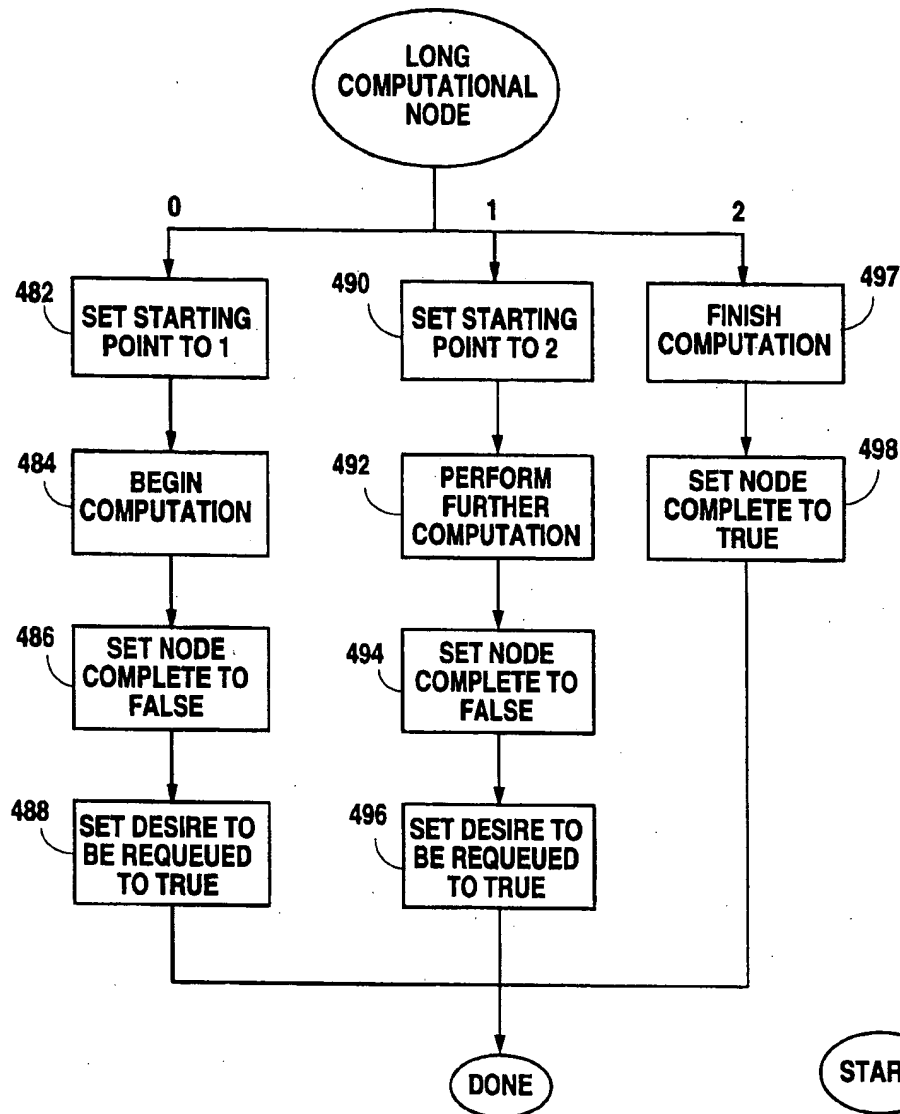 LONG
COMPUTATIONAL
NODE
0
1
2
482
SET STARTING
POINT TO 1
490
SET STARTING
POINT TO 2
497
FINISH
COMPUTATION
484
BEGIN
COMPUTATION
492
PERFORM
FURTHER
COMPUTATION
498
SET NODE
COMPLETE TO
TRUE
486
SET NODE
COMPLETE TO
FALSE
494
SET NODE
COMPLETE TO
FALSE
488
SET DESIRE TO
BE REQUEUED
TO TRUE
496
SET DESIRE TO
BE REQUEUED
TO TRUE
DONE
STAR